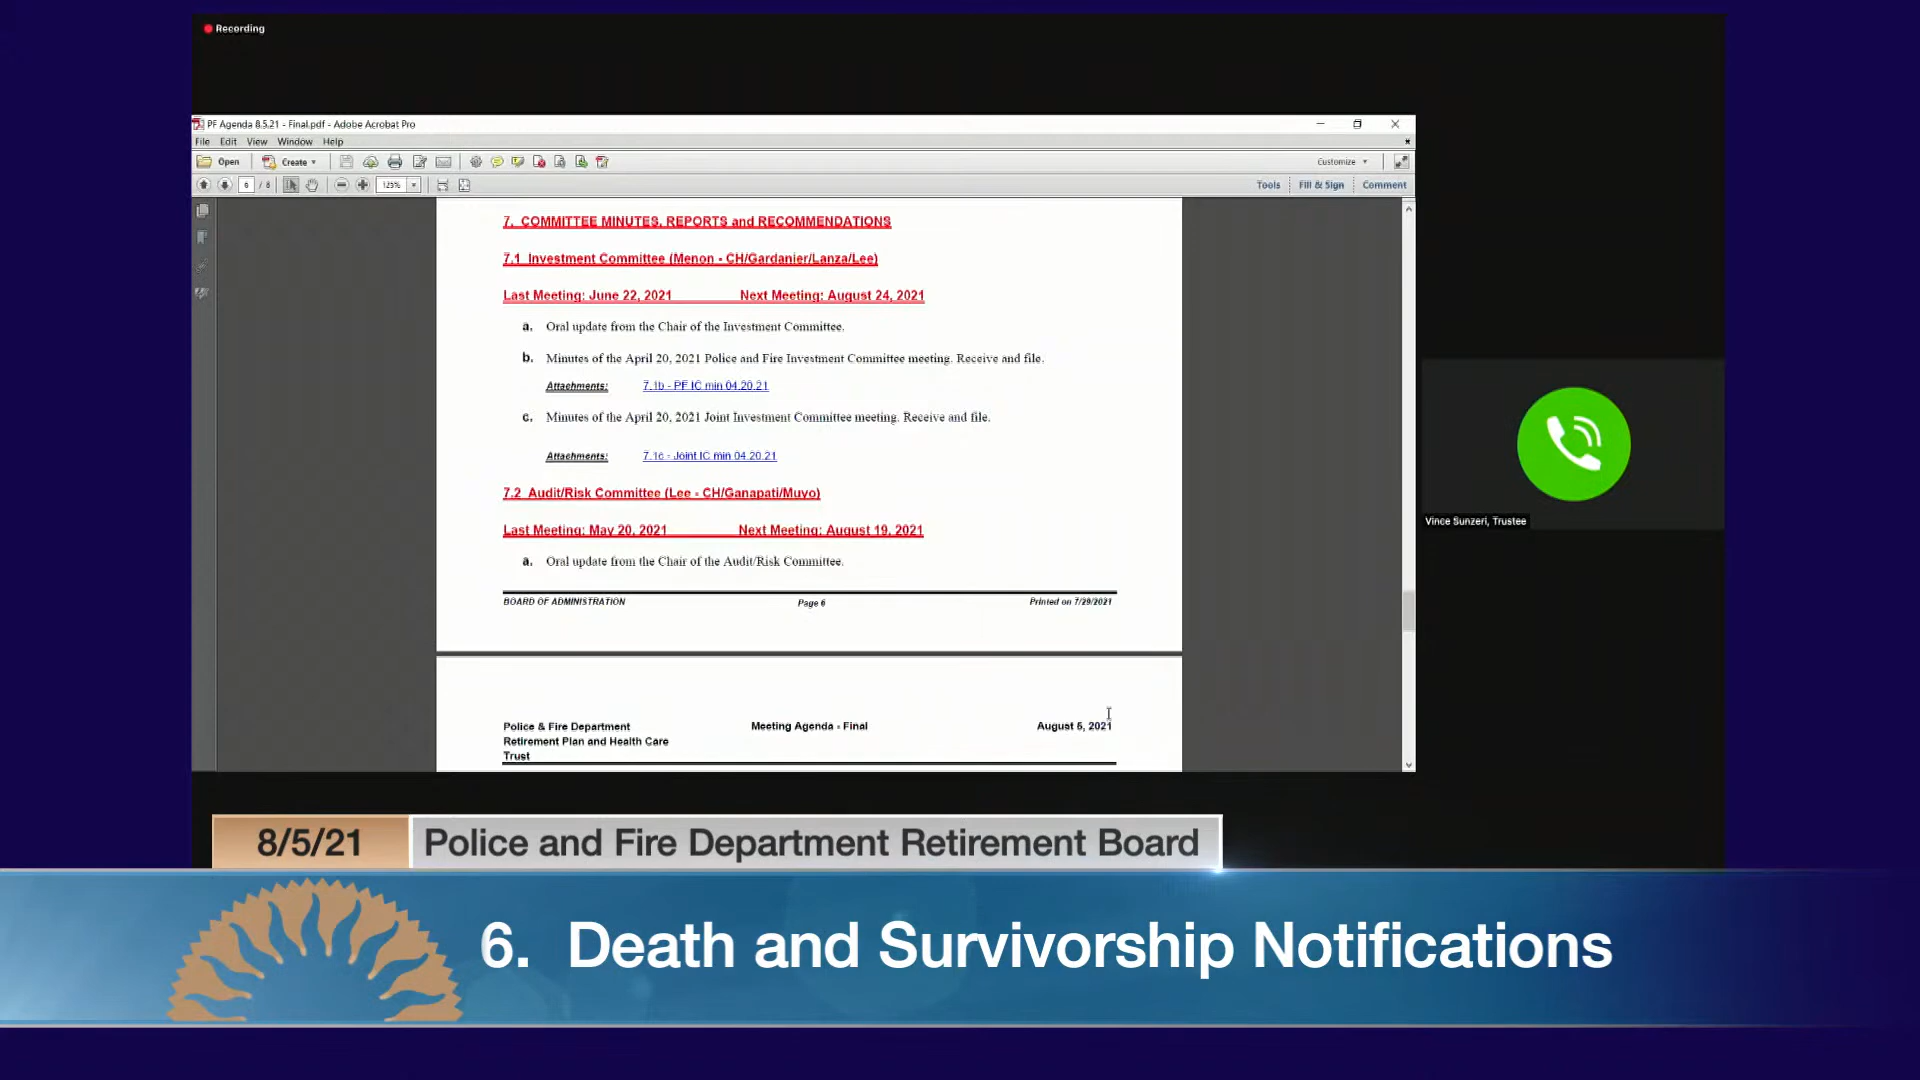 Recording
PF Agenda 8.5.21 - Final.pdf - Adobe Acrobat Pro
File Edit View Window Help
Open Create Customize
6 / 8 123% Tools Fill & Sign Comment
7. COMMITTEE MINUTES, REPORTS and RECOMMENDATIONS
7.1 Investment Committee (Menon - CH/Gardanier/Lanza/Lee)
Last Meeting: June 22, 2021 Next Meeting: August 24, 2021
a. Oral update from the Chair of the Investment Committee.
b. Minutes of the April 20, 2021 Police and Fire Investment Committee meeting. Receive and file.
Attachments: 7.1b - PF IC min 04.20.21
c. Minutes of the April 20, 2021 Joint Investment Committee meeting. Receive and file.
Attachments: 7.1c - Joint IC min 04.20.21
7.2 Audit/Risk Committee (Lee - CH/Ganapati/Muyo)
Last Meeting: May 20, 2021 Next Meeting: August 19, 2021
a. Oral update from the Chair of the Audit/Risk Committee.
BOARD OF ADMINISTRATION Page 6 Printed on 7/29/2021
Police & Fire Department Meeting Agenda - Final August 5, 2021
Retirement Plan and Health Care
Trust
Vince Sunzeri, Trustee
8/5/21 Police and Fire Department Retirement Board
6. Death and Survivorship Notifications